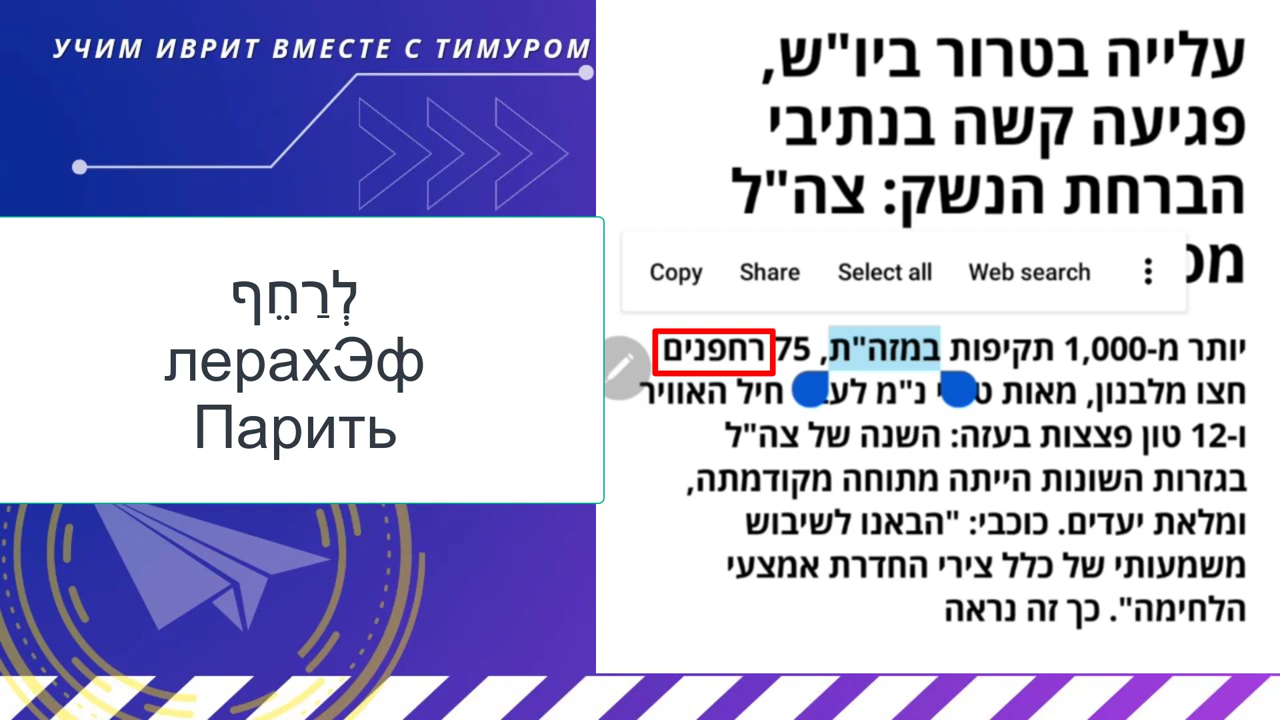 УЧИМ ИВРИТ ВМЕСТЕ С ТИМУРОМ
לְרַחֵף
лерахЭф
Парить
עלייה בטרור ביו"ש,
פגיעה קשה בנתיבי
הברחת הנשק: צה"ל
Copy Share Select all Web search
יותר מ-1,000 תקיפות במזה"ת, 75 רחפנים
חצו מלבנון, מאות נ"מ חיל האוויר
ו-12 טון פצצות בעזה: השנה של צה"ל
בגזרות השונות הייתה מתוחה מקודמתה,
ומלאת יעדים. כוכבי: "הבאנו לשיבוש
משמעותי של כלל צירי החדרת אמצעי
הלחימה". כך זה נראה